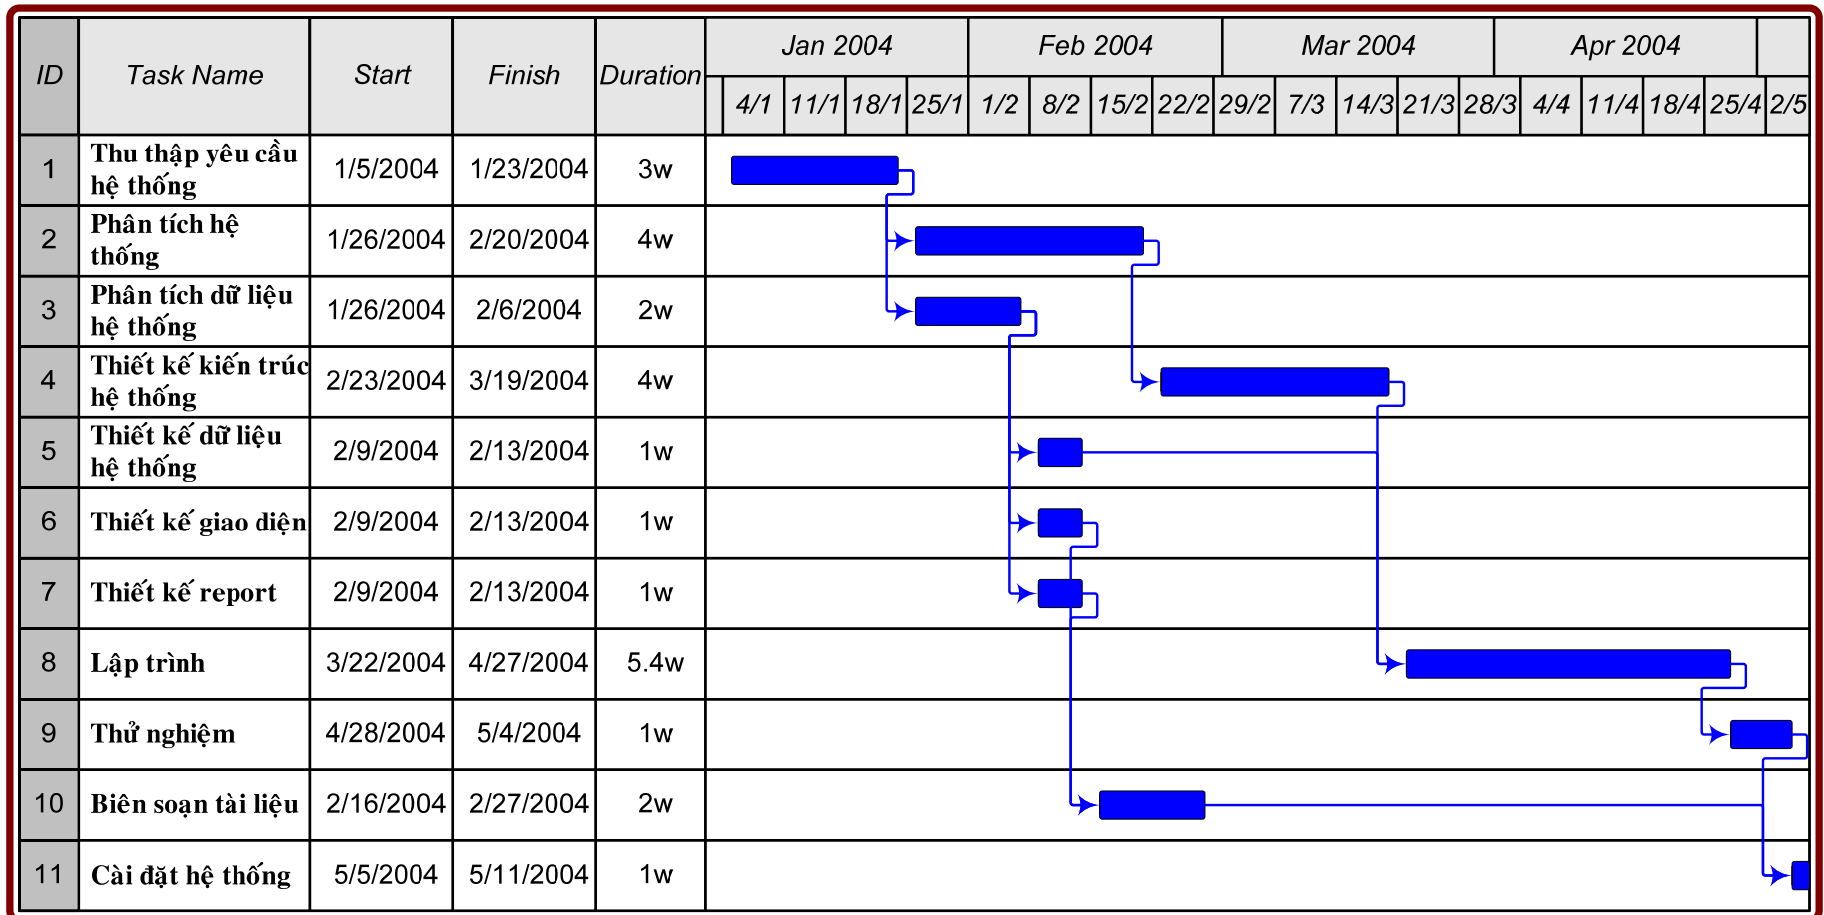 ID Task Name Start Finish Duration Jan 2004 Feb 2004 Mar 2004 Apr 2004
4/1 11/1 18/1 25/1 1/2 8/2 15/2 22/2 29/2 7/3 14/3 21/3 28/3 4/4 11/4 18/4 25/4 2/5
1 Thu thập yêu cầu
hệ thống 1/5/2004 1/23/2004 3w
2 Phân tích hệ
thống 1/26/2004 2/20/2004 4w
3 Phân tích dữ liệu
hệ thống 1/26/2004 2/6/2004 2w
4 Thiết kế kiến trúc
hệ thống 2/23/2004 3/19/2004 4w
5 Thiết kế dữ liệu
hệ thống 2/9/2004 2/13/2004 1w
6 Thiết kế giao diện 2/9/2004 2/13/2004 1w
7 Thiết kế report 2/9/2004 2/13/2004 1w
8 Lập trình 3/22/2004 4/27/2004 5.4w
9 Thử nghiệm 4/28/2004 5/4/2004 1w
10 Biên soạn tài liệu 2/16/2004 2/27/2004 2w
11 Cài đặt hệ thống 5/5/2004 5/11/2004 1w